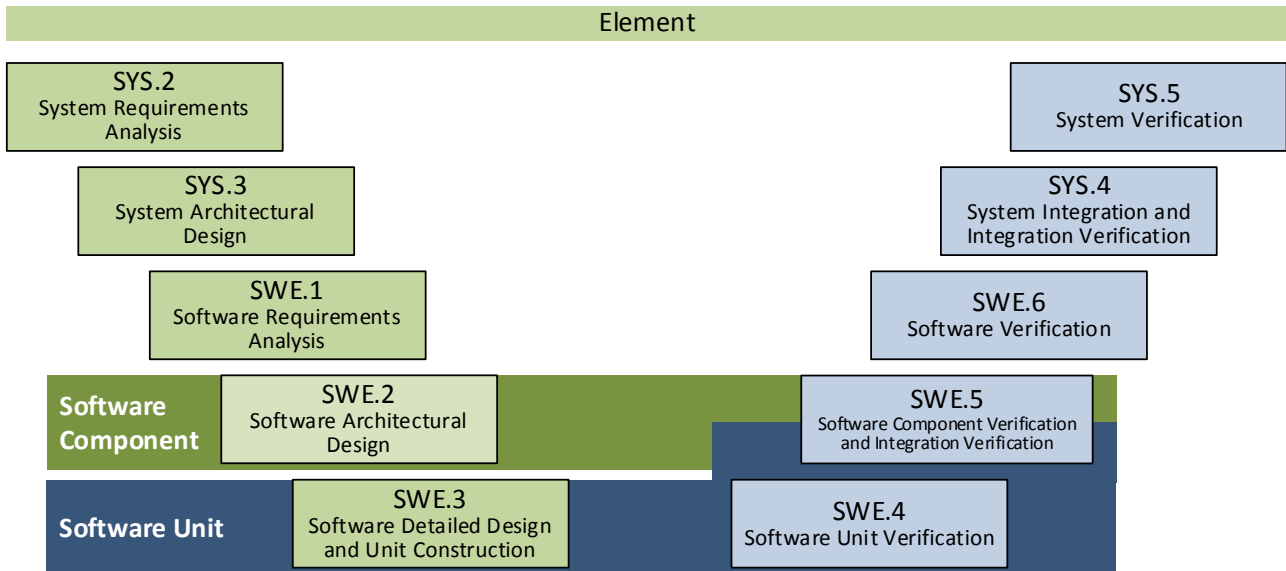 Element
SYS.2
System Requirements
Analysis
SYS.5
System Verification
SYS.3
System Architectural
Design
SYS.4
System Integration and
Integration Verification
SWE.1
Software Requirements
Analysis
SWE.6
Software Verification
Software
Component
SWE.2
Software Architectural
Design
SWE.5
Software Component Verification
and Integration Verification
Software Unit
SWE.3
Software Detailed Design
and Unit Construction
SWE.4
Software Unit Verification